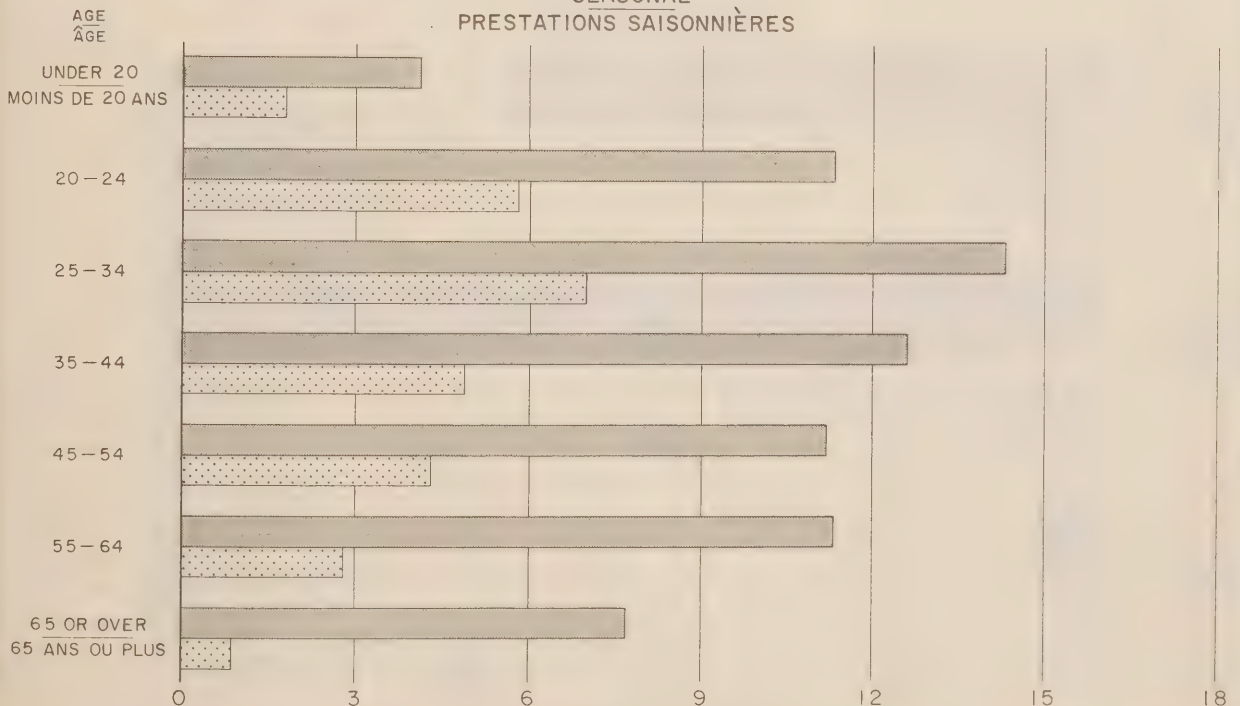 SEASONAL
PRESTATIONS SAISONNIÈRES
AGE
ÂGE
UNDER 20
MOINS DE 20 ANS
20-24
25-34
35-44
45-54
55-64
65 OR OVER
65 ANS OU PLUS
0 3 6 9 12 15 18